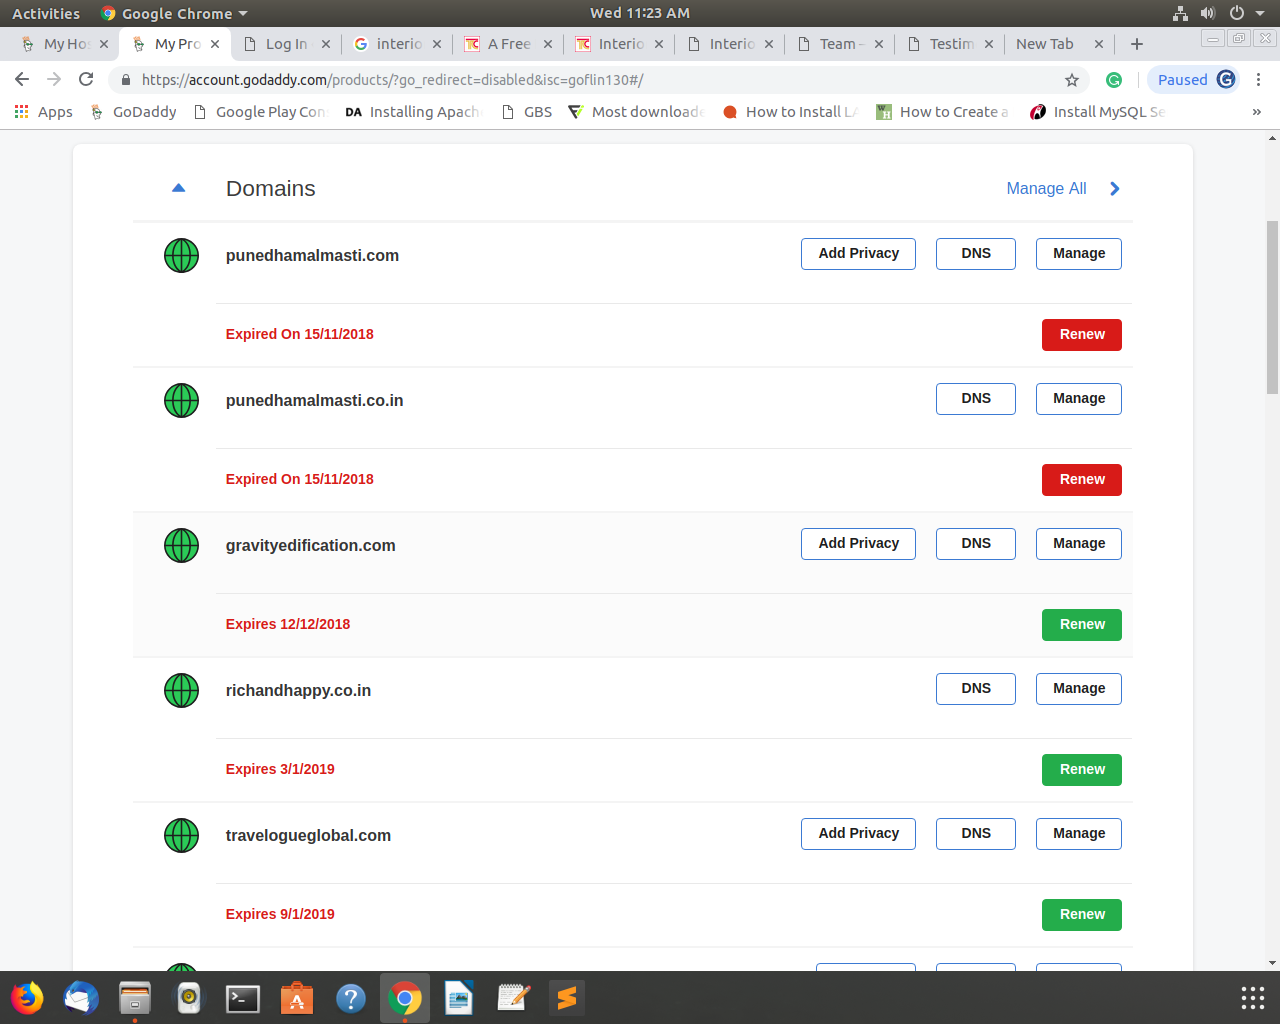 Activities Google Chrome Wed 11:23 AM
My Hos My Pro Log In interio A Free Interio Interio Team – Testim New Tab
https://account.godaddy.com/products/?go_redirect=disabled&isc=goflin130#/ Paused
Apps GoDaddy Google Play Con DA Installing Apach GBS Most downloade How to Install LA How to Create a Install MySQL Se »
Domains Manage All
punedhamalmasti.com Add Privacy DNS Manage
Expired On 15/11/2018 Renew
punedhamalmasti.co.in DNS Manage
Expired On 15/11/2018 Renew
gravityedification.com Add Privacy DNS Manage
Expires 12/12/2018 Renew
richandhappy.co.in DNS Manage
Expires 3/1/2019 Renew
travelogueglobal.com Add Privacy DNS Manage
Expires 9/1/2019 Renew